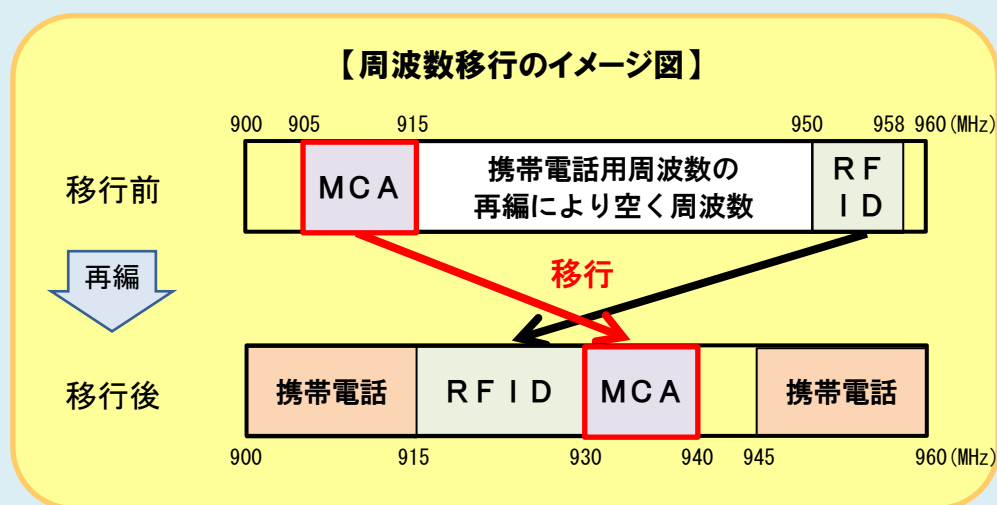 【周波数移行のイメージ図】
900 905 915 950 958 960(MHz)
移行前
MCA
携帯電話用周波数の
再編により空く周波数
RF
ID
再編
移行
移行後
携帯電話
RFID
MCA
携帯電話
900 915 930 940 945 960(MHz)